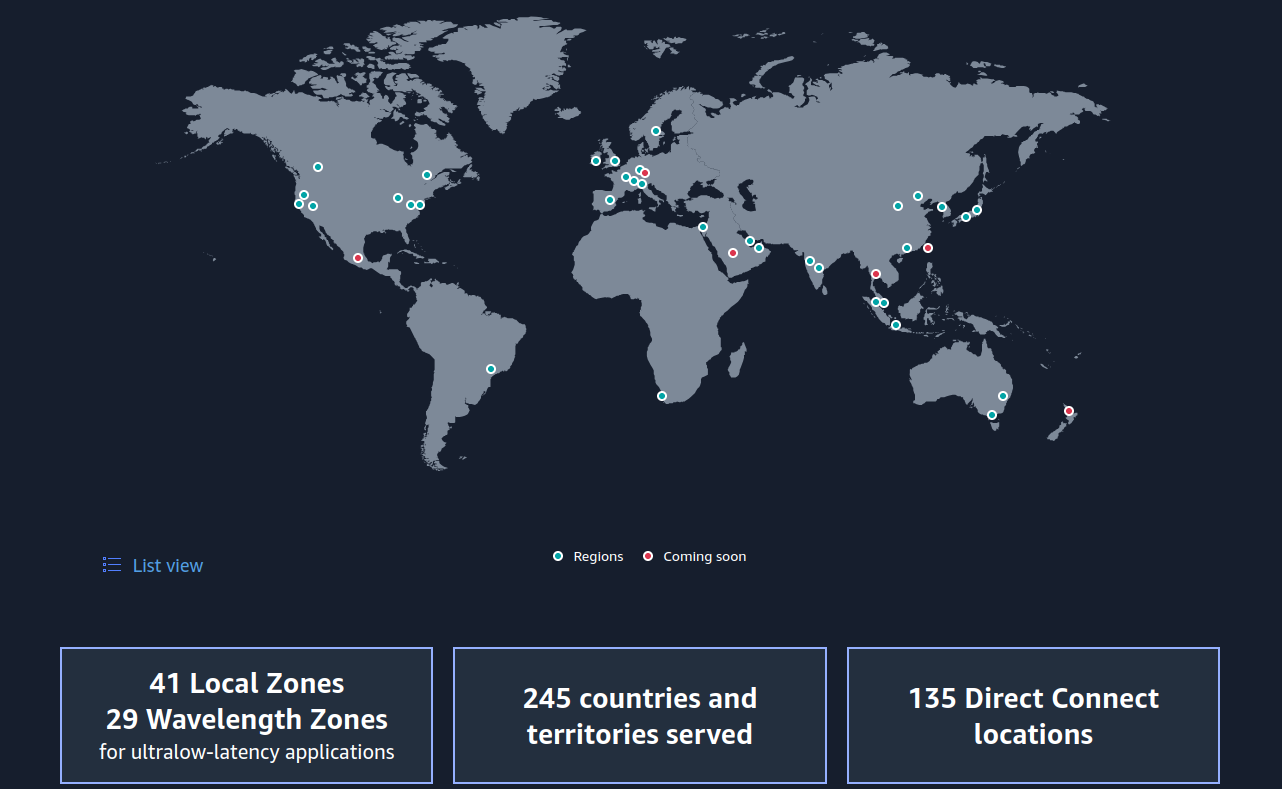 Regions
Coming soon
List view
41 Local Zones
29 Wavelength Zones
for ultralow-latency applications
245 countries and
territories served
135 Direct Connect
locations